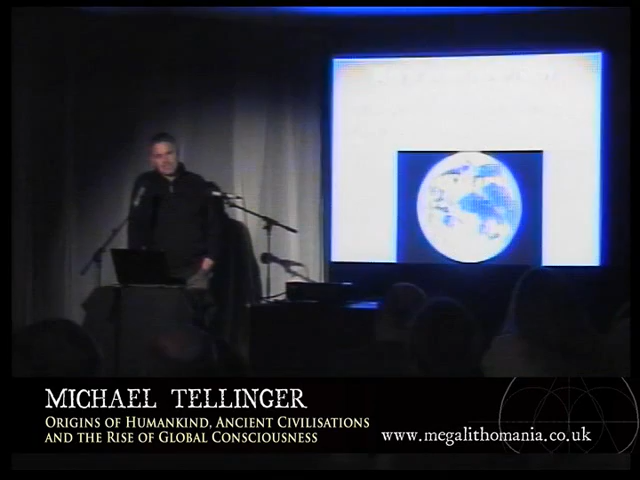 MICHAEL TELLINGER
ORIGINS OF HUMANKIND, ANCIENT CIVILISATIONS
AND THE RISE OF GLOBAL CONSCIOUSNESS
www.megalithomania.co.uk